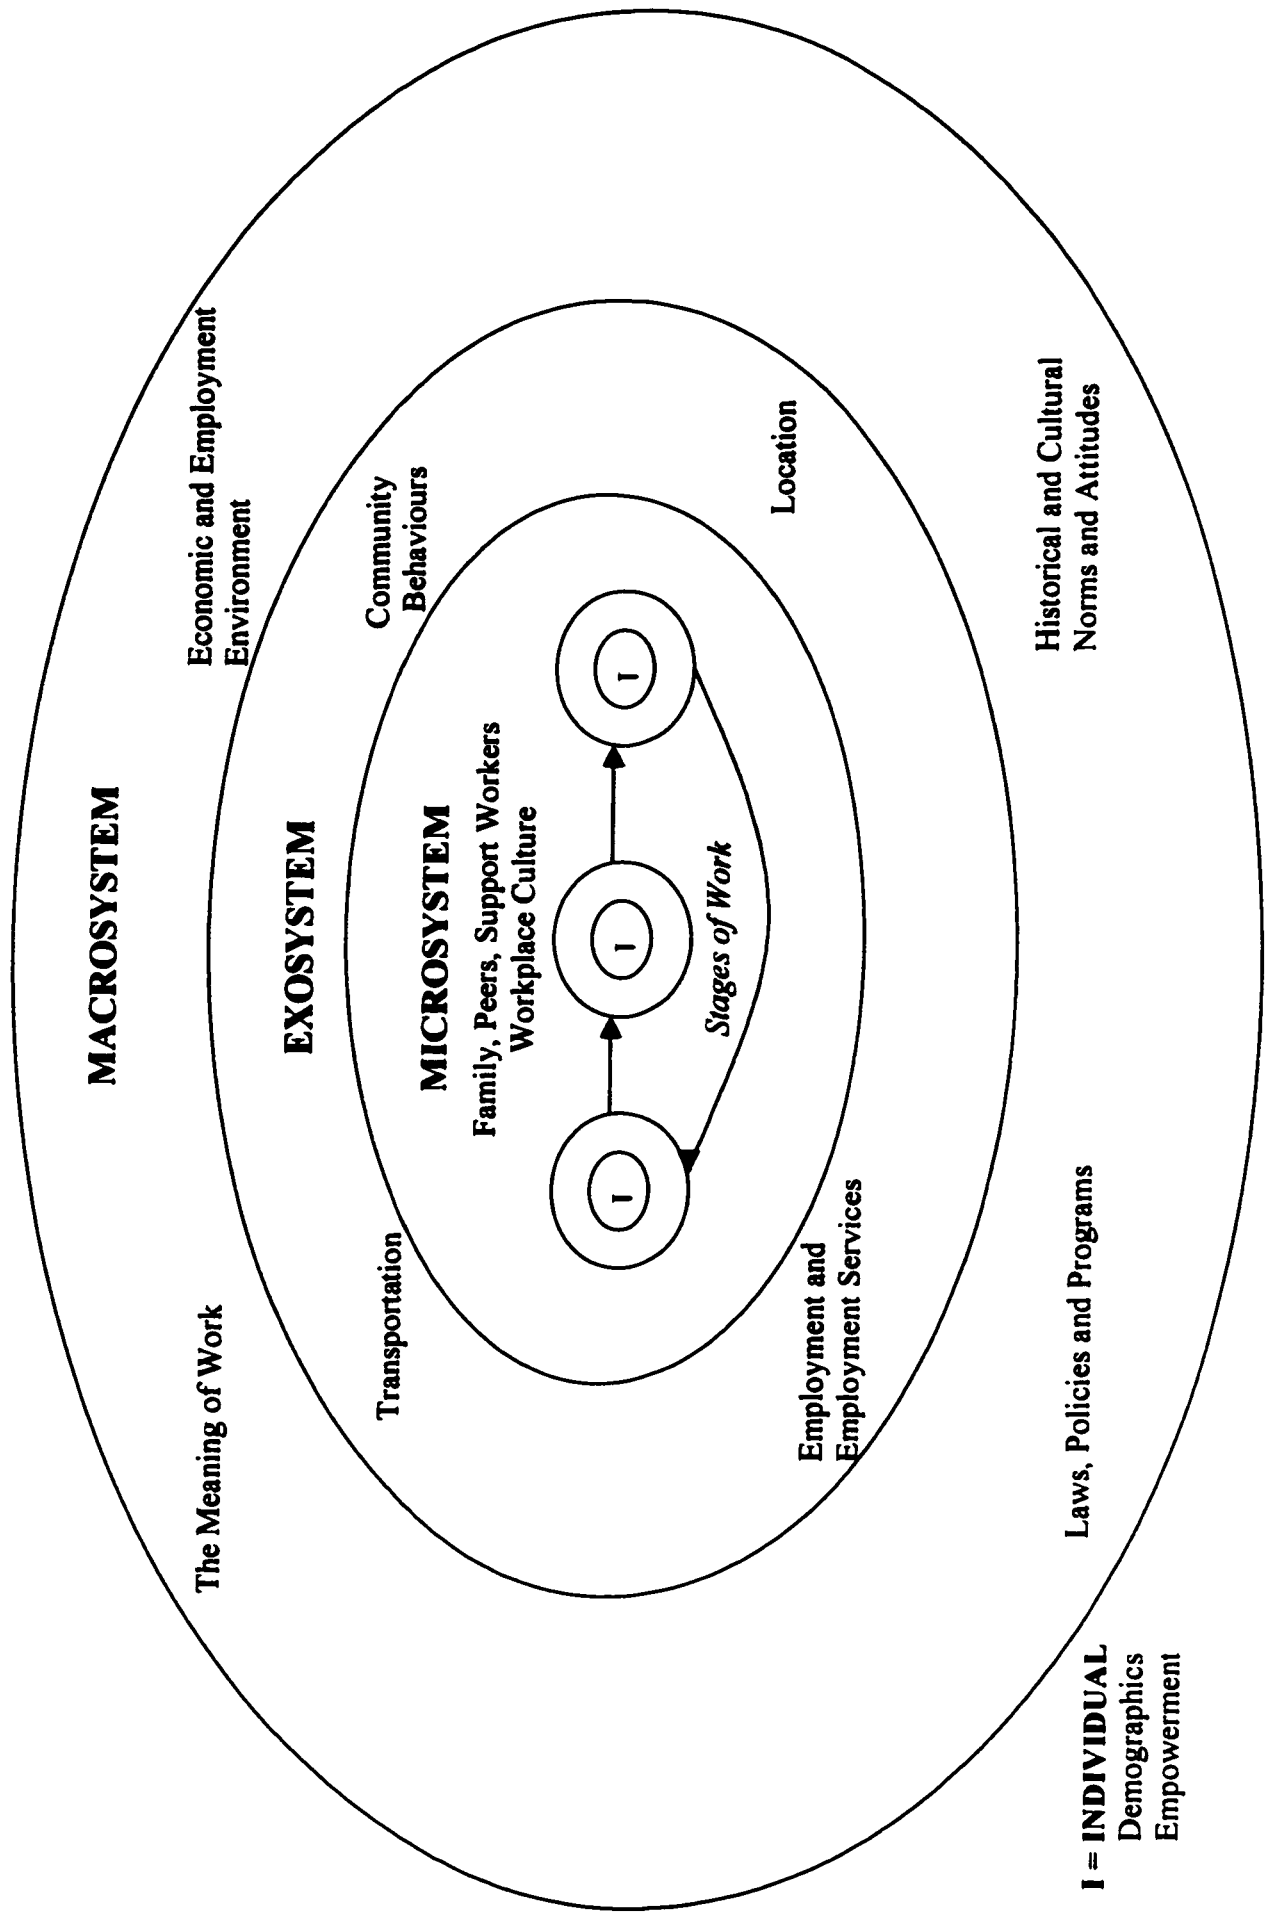 MACROSYSTEM
The Meaning of Work
Economic and Employment
Environment
EXOSYSTEM
Transportation
Community
Behaviours
MICROSYSTEM
Family, Peers, Support Workers
Workplace Culture
I
I
I
Stages of Work
Employment and
Employment Services
Location
Laws, Policies and Programs
Historical and Cultural
Norms and Attitudes
I = INDIVIDUAL
Demographics
Empowerment